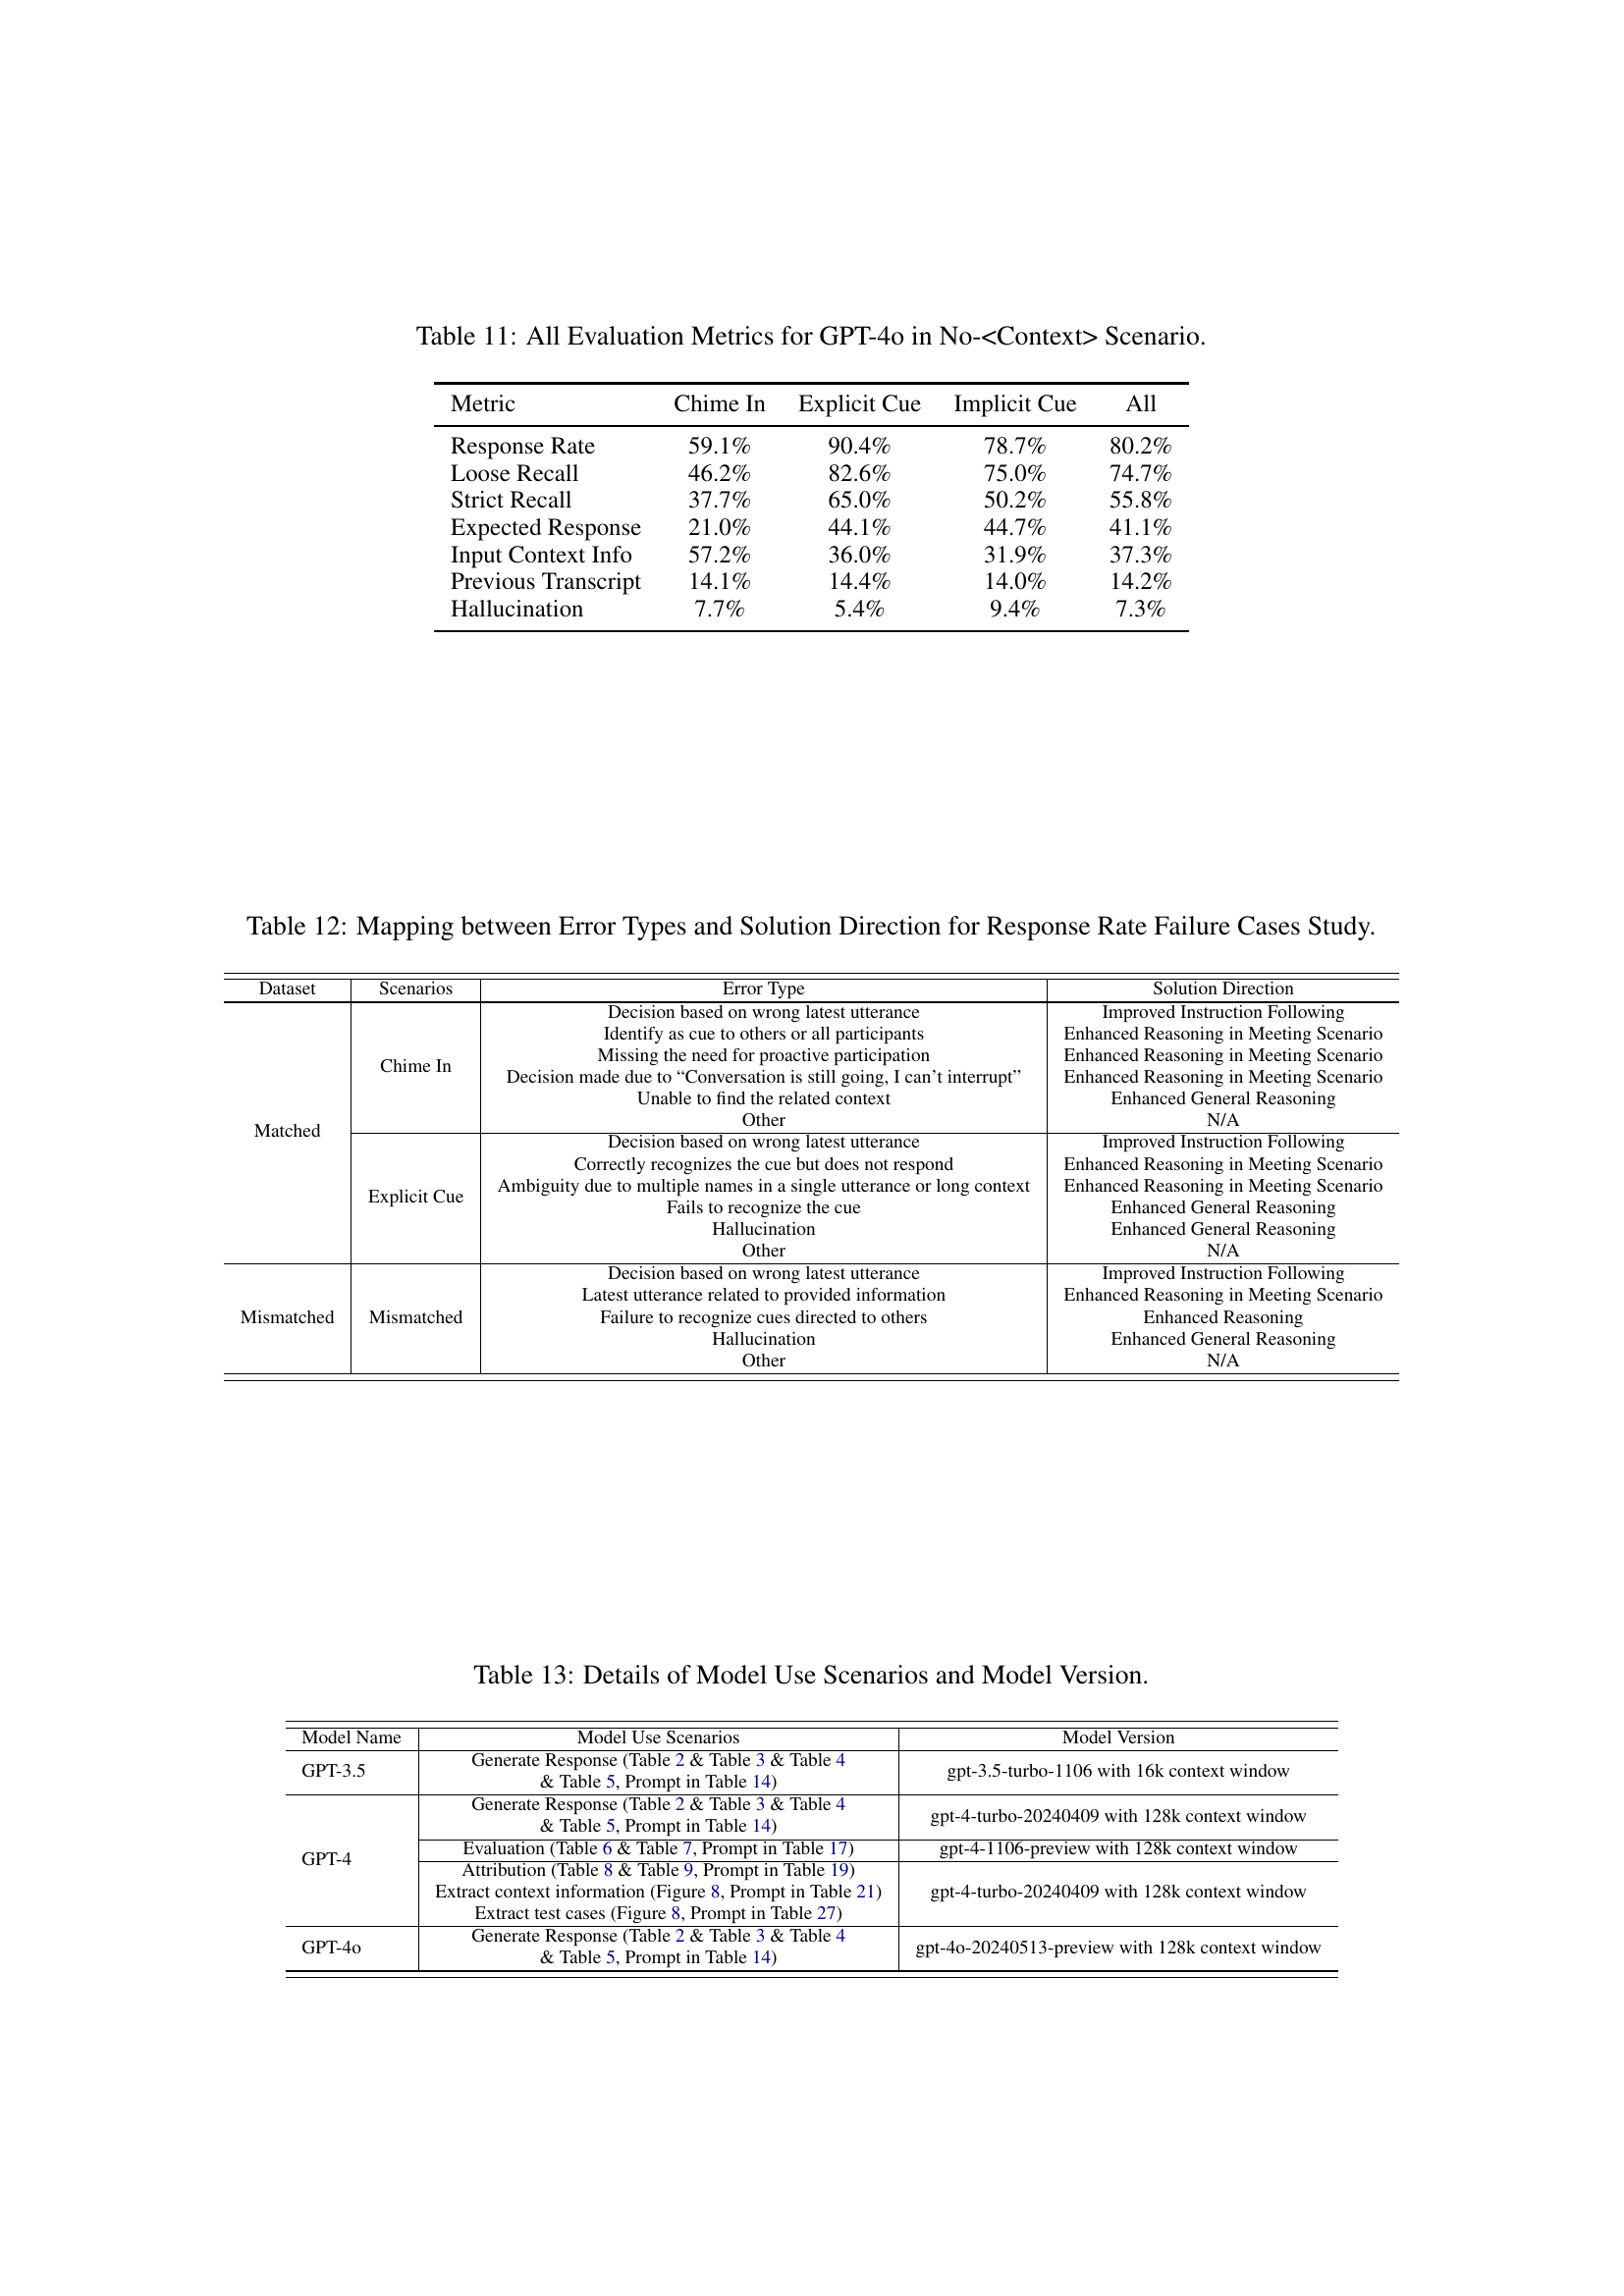 Table 11: All Evaluation Metrics for GPT-4o in No-<Context> Scenario.
Metric Chime In Explicit Cue Implicit Cue All
Response Rate 59.1% 90.4% 78.7% 80.2%
Loose Recall 46.2% 82.6% 75.0% 74.7%
Strict Recall 37.7% 65.0% 50.2% 55.8%
Expected Response 21.0% 44.1% 44.7% 41.1%
Input Context Info 57.2% 36.0% 31.9% 37.3%
Previous Transcript 14.1% 14.4% 14.0% 14.2%
Hallucination 7.7% 5.4% 9.4% 7.3%
Table 12: Mapping between Error Types and Solution Direction for Response Rate Failure Cases Study.
Dataset Scenarios Error Type Solution Direction
Matched
Chime In
Decision based on wrong latest utterance Improved Instruction Following
Identify as cue to others or all participants Enhanced Reasoning in Meeting Scenario
Missing the need for proactive participation Enhanced Reasoning in Meeting Scenario
Decision made due to “Conversation is still going, I can’t interrupt” Enhanced Reasoning in Meeting Scenario
Unable to find the related context Enhanced General Reasoning
Other N/A
Explicit Cue
Decision based on wrong latest utterance Improved Instruction Following
Correctly recognizes the cue but does not respond Enhanced Reasoning in Meeting Scenario
Ambiguity due to multiple names in a single utterance or long context Enhanced Reasoning in Meeting Scenario
Fails to recognize the cue Enhanced General Reasoning
Hallucination Enhanced General Reasoning
Other N/A
Mismatched Mismatched
Decision based on wrong latest utterance Improved Instruction Following
Latest utterance related to provided information Enhanced Reasoning in Meeting Scenario
Failure to recognize cues directed to others Enhanced Reasoning
Hallucination Enhanced General Reasoning
Other N/A
Table 13: Details of Model Use Scenarios and Model Version.
Model Name Model Use Scenarios Model Version
GPT-3.5
Generate Response (Table 2 & Table 3 & Table 4
& Table 5, Prompt in Table 14)
gpt-3.5-turbo-1106 with 16k context window
GPT-4
Generate Response (Table 2 & Table 3 & Table 4
& Table 5, Prompt in Table 14)
gpt-4-turbo-20240409 with 128k context window
Evaluation (Table 6 & Table 7, Prompt in Table 17) gpt-4-1106-preview with 128k context window
Attribution (Table 8 & Table 9, Prompt in Table 19)
Extract context information (Figure 8, Prompt in Table 21)
Extract test cases (Figure 8, Prompt in Table 27)
gpt-4-turbo-20240409 with 128k context window
GPT-4o
Generate Response (Table 2 & Table 3 & Table 4
& Table 5, Prompt in Table 14)
gpt-4o-20240513-preview with 128k context window